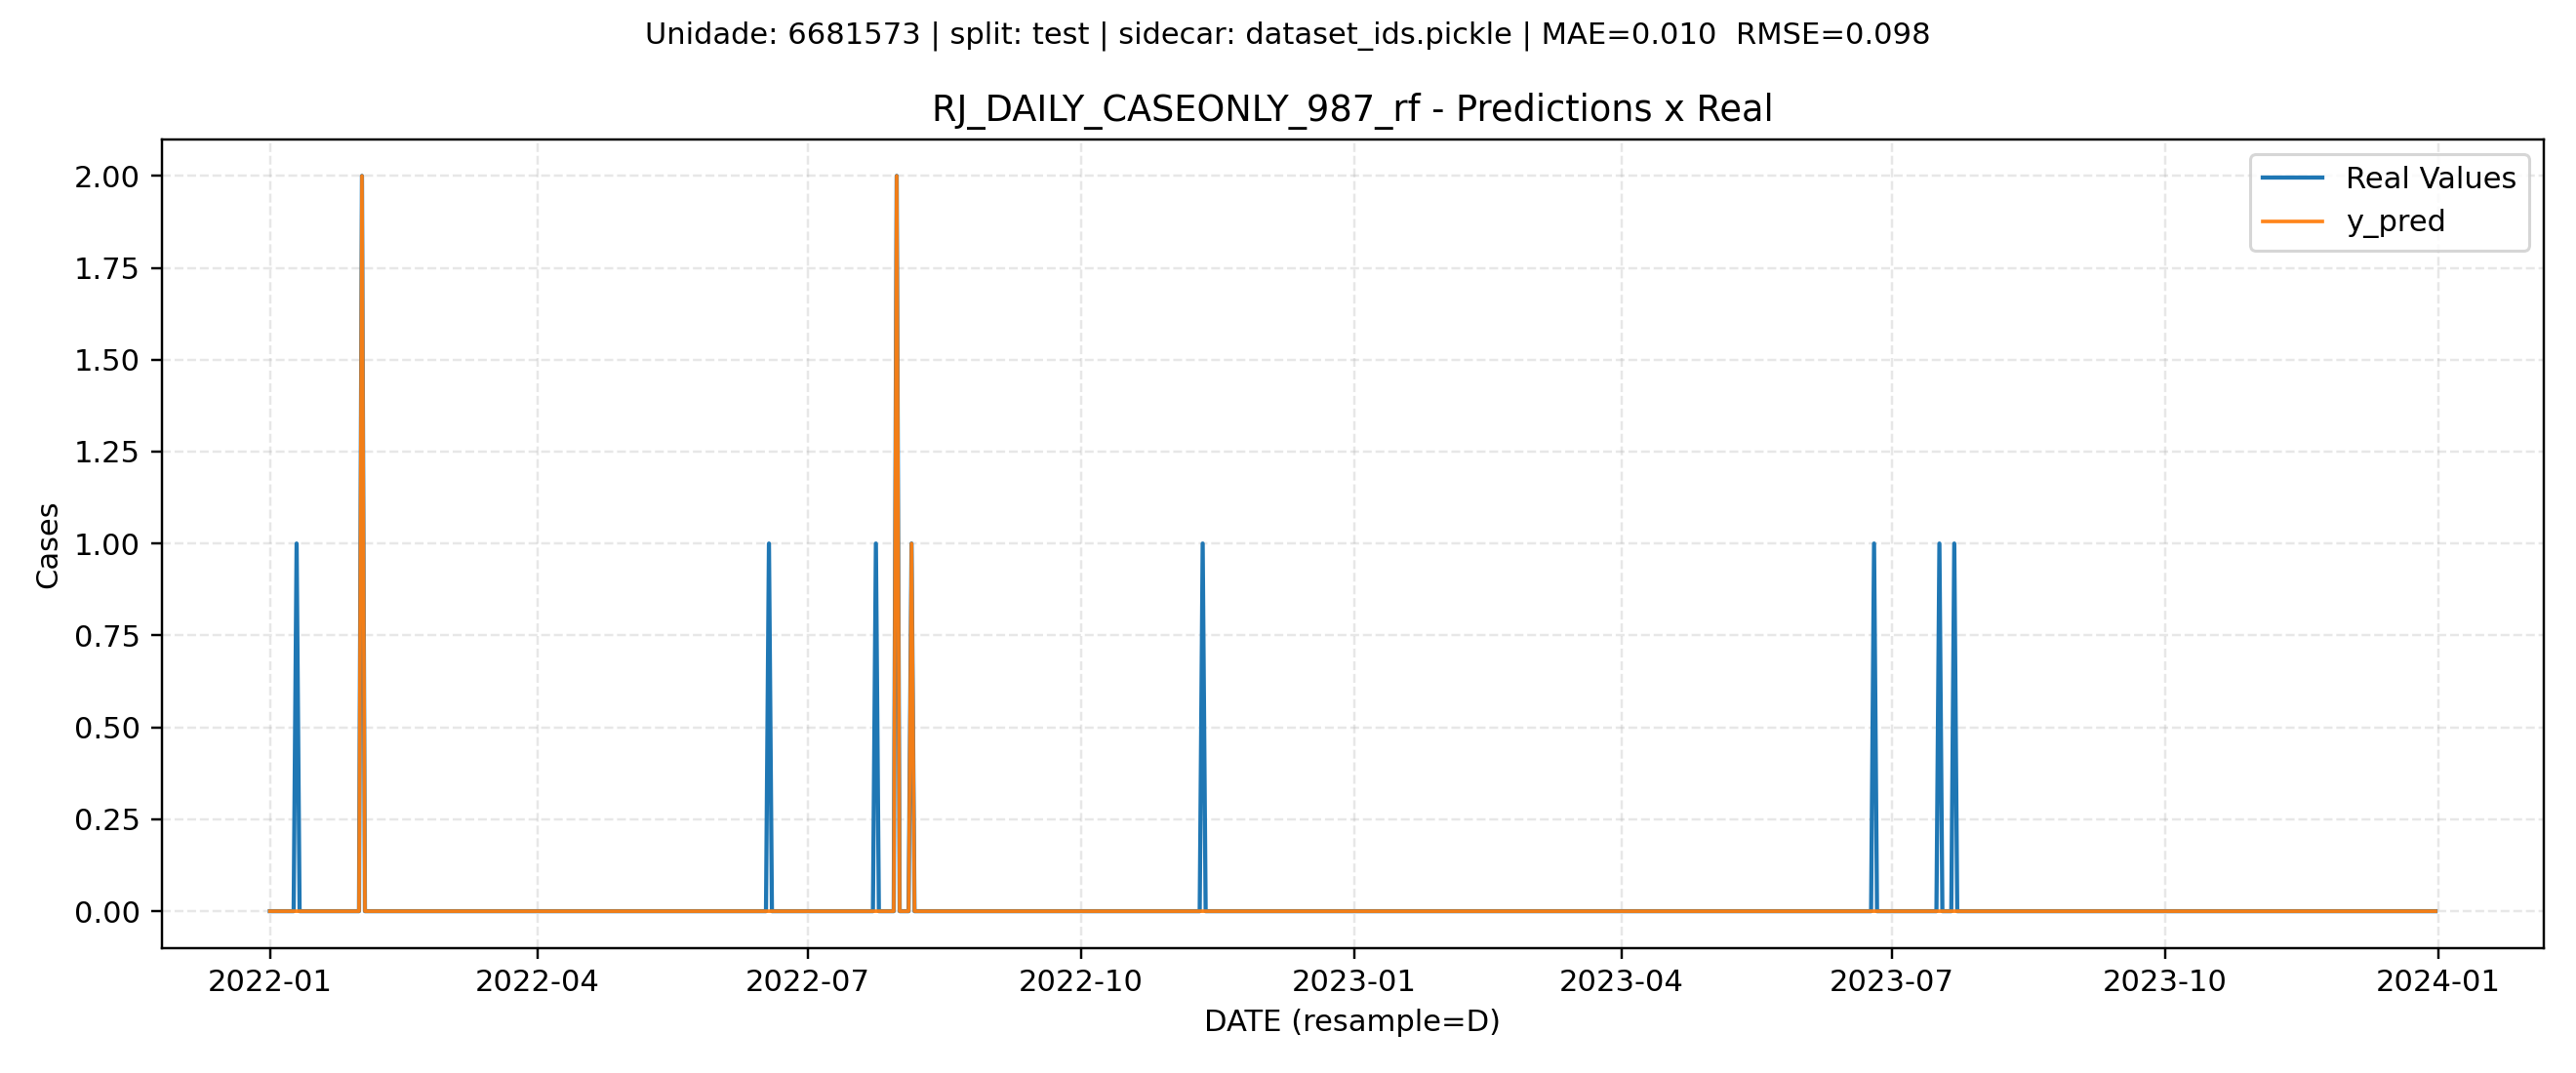 Unidade: 6681573 | split: test | sidecar: dataset_ids.pickle | MAE=0.010  RMSE=0.098
RJ_DAILY_CASEONLY_987_rf - Predictions x Real
Real Values
y_pred
Cases
2.00
1.75
1.50
1.25
1.00
0.75
0.50
0.25
0.00
2022-01 2022-04 2022-07 2022-10 2023-01 2023-04 2023-07 2023-10 2024-01
DATE (resample=D)